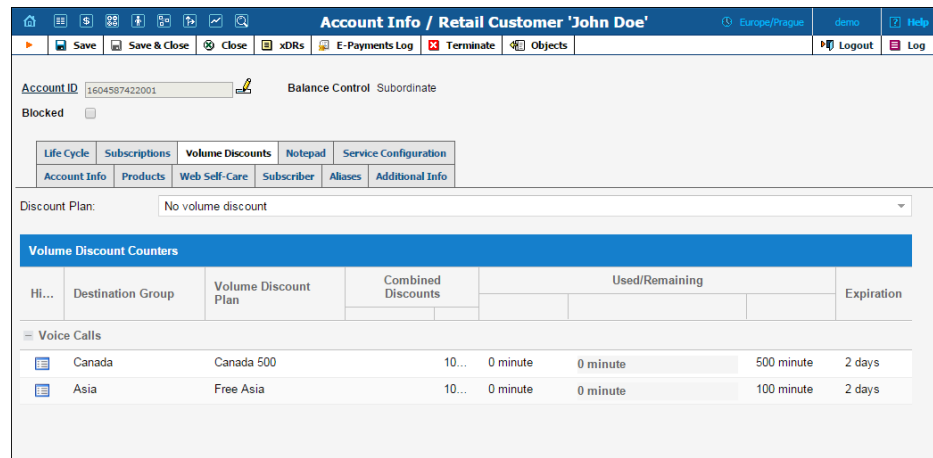 Account Info / Retail Customer 'John Doe' Europe/Prague demo ? Help
Save Save & Close Close xDRs E-Payments Log Terminate Objects Logout Log
Account ID 1604587422001 Balance Control Subordinate
Blocked
Life Cycle Subscriptions Volume Discounts Notepad Service Configuration
Account Info Products Web Self-Care Subscriber Aliases Additional Info
Discount Plan: No volume discount
Volume Discount Counters
Hi... Destination Group Volume Discount Plan Combined Discounts Used/Remaining Expiration
Voice Calls
Canada Canada 500 10... 0 minute 0 minute 500 minute 2 days
Asia Free Asia 10... 0 minute 0 minute 100 minute 2 days